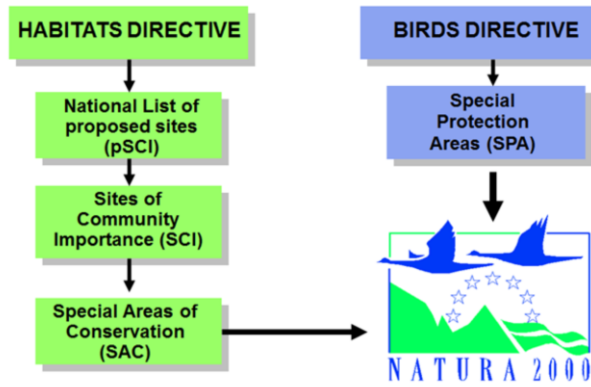 HABITATS DIRECTIVE
National List of
proposed sites
(pSCI)
Sites of
Community
Importance (SCI)
Special Areas of
Conservation
(SAC)
BIRDS DIRECTIVE
Special
Protection
Areas (SPA)
NATURA 2000